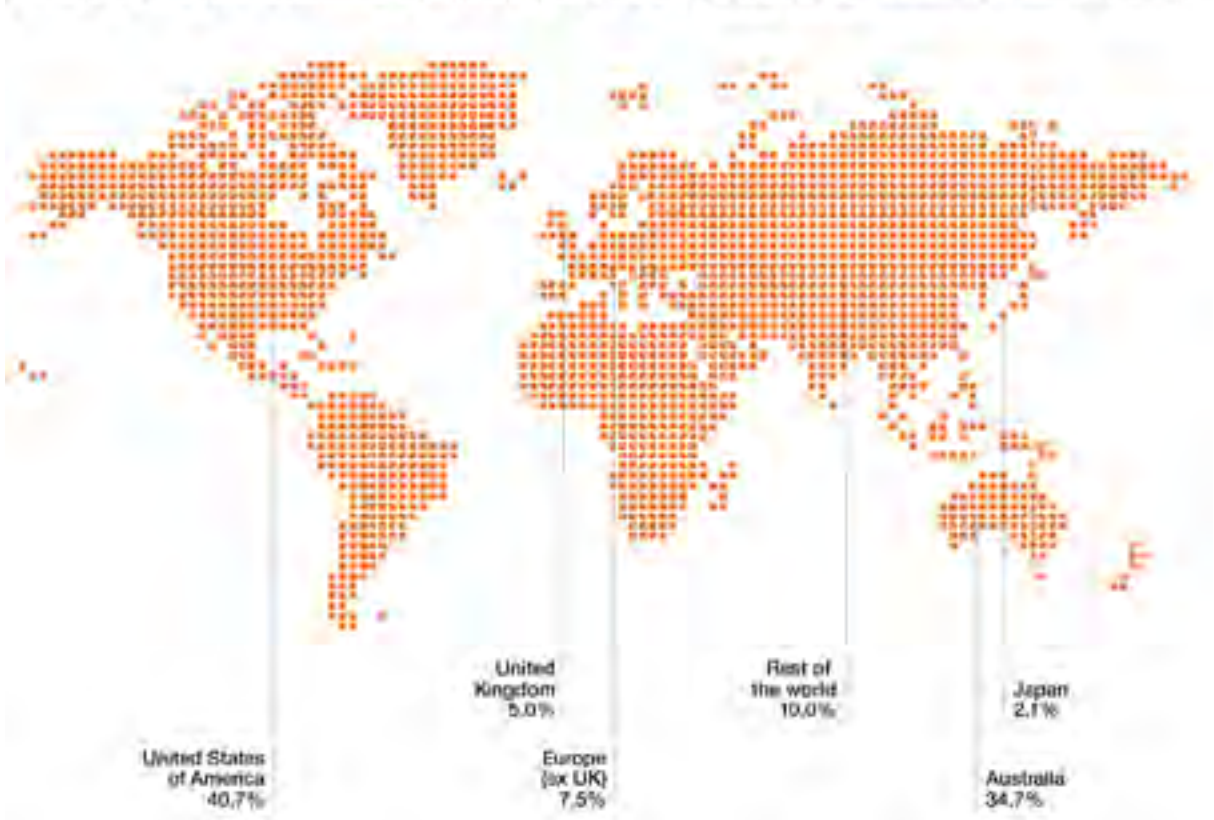 United
Kingdom
5.0%
Rest of
the world
10.0%
Japan
2.1%
United States
of America
40.7%
Europe
(ex UK)
7.5%
Australia
34.7%